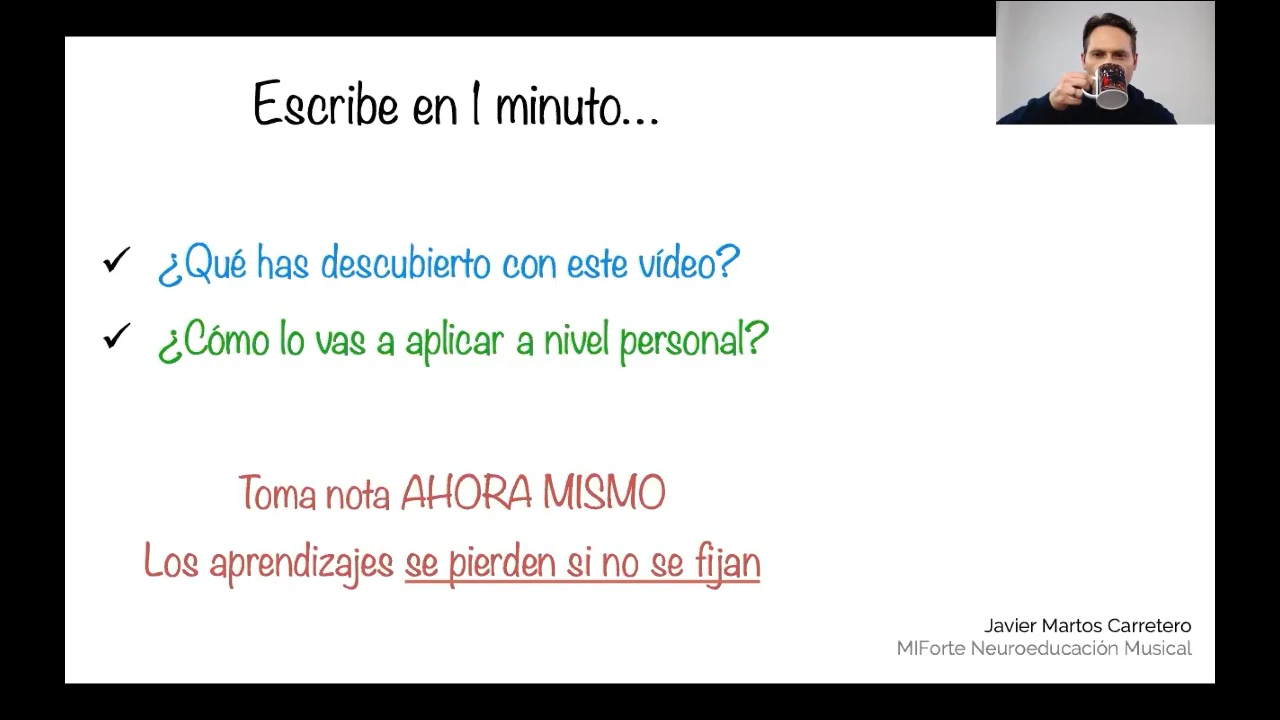 Escribe en 1 minuto...
✓ ¿Qué has descubierto con este vídeo?
✓ ¿Cómo lo vas a aplicar a nivel personal?
Toma nota AHORA MISMO
Los aprendizajes se pierden si no se fijan
Javier Martos Carretero
MIForte Neuroeducación Musical